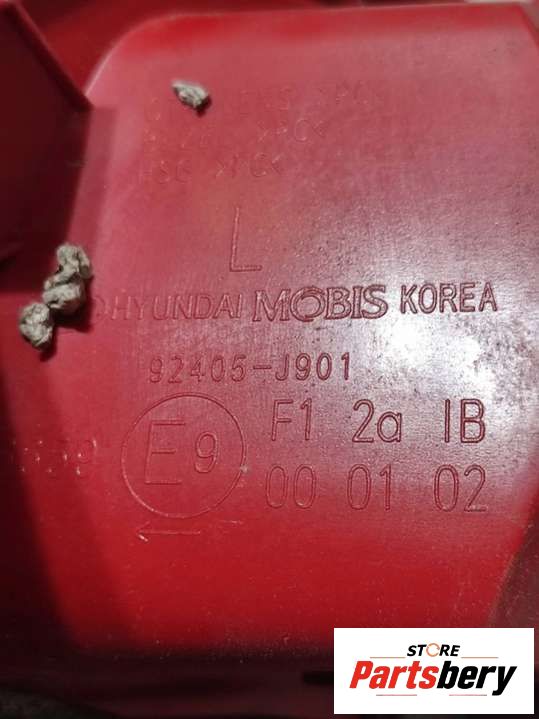 L
HYUNDAI MOBIS KOREA
92405-J901
F1 2a IB
E9
00 01 02
STORE
Partsbery